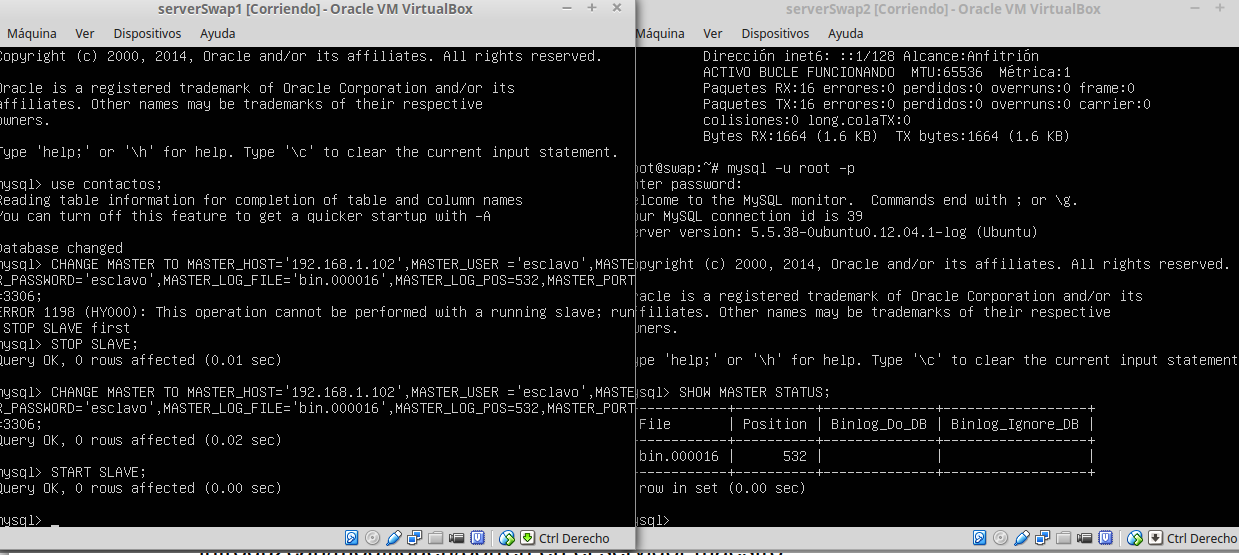 serverSwap1 [Corriendo] - Oracle VM VirtualBox
Máquina Ver Dispositivos Ayuda
Copyright (c) 2000, 2014, Oracle and/or its affiliates. All rights reserved.
Oracle is a registered trademark of Oracle Corporation and/or its
affiliates. Other names may be trademarks of their respective
owners.
Type 'help;' or '\h' for help. Type '\c' to clear the current input statement.
mysql> use contactos;
Reading table information for completion of table and column names
You can turn off this feature to get a quicker startup with -A
Database changed
mysql> CHANGE MASTER TO MASTER_HOST='192.168.1.102',MASTER_USER ='esclavo',MASTE
R_PASSWORD='esclavo',MASTER_LOG_FILE='bin.000016',MASTER_LOG_POS=532,MASTER_PORT
=3306;
ERROR 1198 (HY000): This operation cannot be performed with a running slave; run
STOP SLAVE first
mysql> STOP SLAVE;
Query OK, 0 rows affected (0.01 sec)
mysql> CHANGE MASTER TO MASTER_HOST='192.168.1.102',MASTER_USER ='esclavo',MASTE
R_PASSWORD='esclavo',MASTER_LOG_FILE='bin.000016',MASTER_LOG_POS=532,MASTER_PORT
=3306;
Query OK, 0 rows affected (0.02 sec)
mysql> START SLAVE;
Query OK, 0 rows affected (0.00 sec)
mysql> _
Ctrl Derecho
serverSwap2 [Corriendo] - Oracle VM VirtualBox
Máquina Ver Dispositivos Ayuda
Dirección inet6: ::1/128 Alcance:Anfitrión
ACTIVO BUCLE FUNCIONANDO MTU:65536 Métrica:1
Paquetes RX:16 errores:0 perdidos:0 overruns:0 frame:0
Paquetes TX:16 errores:0 perdidos:0 overruns:0 carrier:0
colisiones:0 long.colaTX:0
Bytes RX:1664 (1.6 KB) TX bytes:1664 (1.6 KB)
oot@swap:~# mysql -u root -p
nter password:
elcome to the MySQL monitor. Commands end with ; or \g.
our MySQL connection id is 39
erver version: 5.5.38-0ubuntu0.12.04.1-log (Ubuntu)
opyright (c) 2000, 2014, Oracle and/or its affiliates. All rights reserved.
racle is a registered trademark of Oracle Corporation and/or its
ffiliates. Other names may be trademarks of their respective
wners.
ype 'help;' or '\h' for help. Type '\c' to clear the current input statement
ysql> SHOW MASTER STATUS;
File | Position | Binlog_Do_DB | Binlog_Ignore_DB |
bin.000016 | 532 | | |
row in set (0.00 sec)
ysql>
Ctrl Derecho